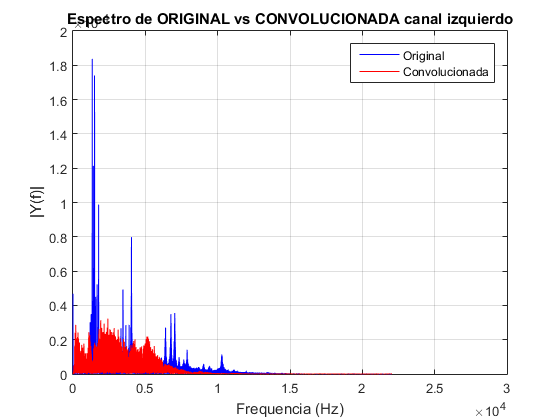 Espectro de ORIGINAL vs CONVOLUCIONADA canal izquierdo
2
1.8
1.6
1.4
1.2
1
0.8
0.6
0.4
0.2
0
|Y(f)|
Original
Convolucionada
0 0.5 1 1.5 2 2.5 3
Frequencia (Hz)
×10⁴